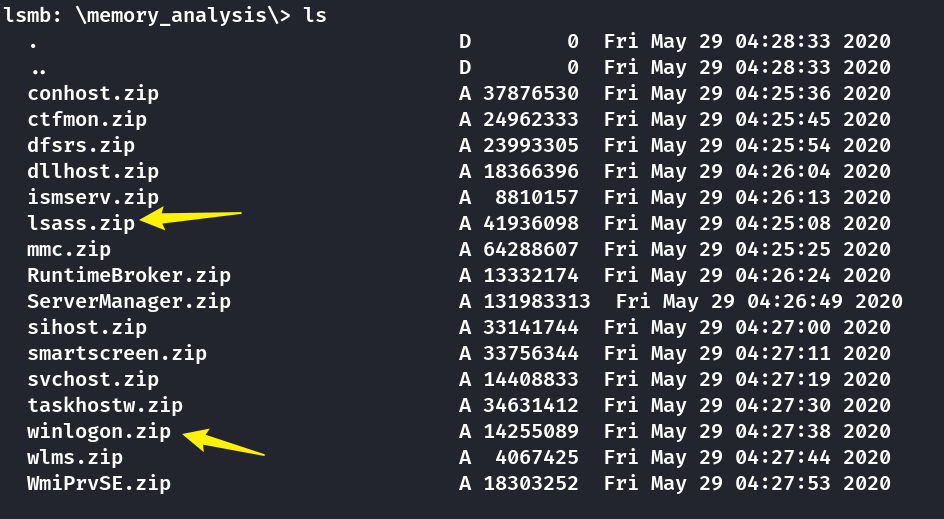 lsmb: \memory_analysis\> ls
. D 0 Fri May 29 04:28:33 2020
.. D 0 Fri May 29 04:28:33 2020
conhost.zip A 37876530 Fri May 29 04:25:36 2020
ctfmon.zip A 24962333 Fri May 29 04:25:45 2020
dfsrs.zip A 23993305 Fri May 29 04:25:54 2020
dllhost.zip A 18366396 Fri May 29 04:26:04 2020
ismserv.zip A 8810157 Fri May 29 04:26:13 2020
lsass.zip A 41936098 Fri May 29 04:25:08 2020
mmc.zip A 64288607 Fri May 29 04:25:25 2020
RuntimeBroker.zip A 13332174 Fri May 29 04:26:24 2020
ServerManager.zip A 131983313 Fri May 29 04:26:49 2020
sihost.zip A 33141744 Fri May 29 04:27:00 2020
smartscreen.zip A 33756344 Fri May 29 04:27:11 2020
svchost.zip A 14408833 Fri May 29 04:27:19 2020
taskhostw.zip A 34631412 Fri May 29 04:27:30 2020
winlogon.zip A 14255089 Fri May 29 04:27:38 2020
wlms.zip A 4067425 Fri May 29 04:27:44 2020
WmiPrvSE.zip A 18303252 Fri May 29 04:27:53 2020